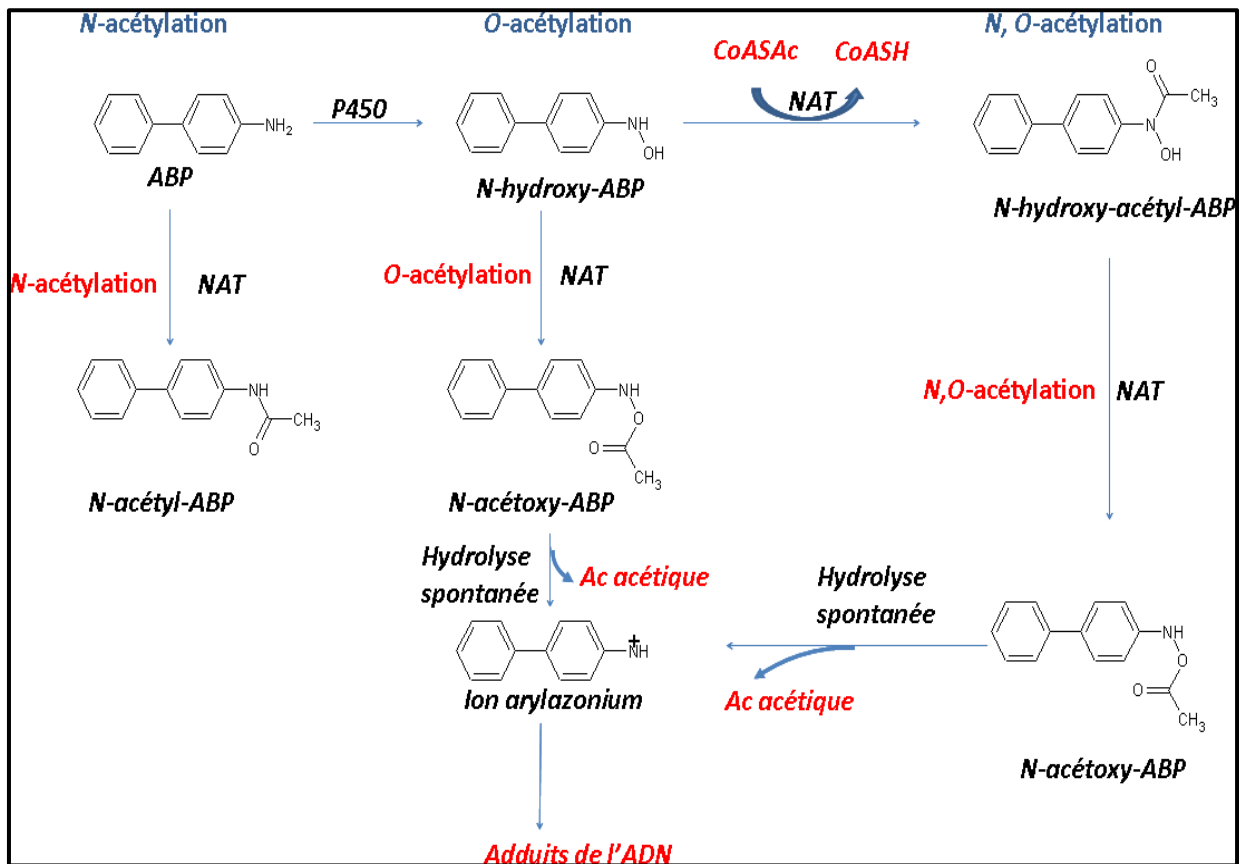 N-acétylation
O-acétylation
N, O-acétylation
CoASAc
CoASH
NAT
P450
NH₂
ABP
NH
OH
N-hydroxy-ABP
O
CH₃
N
OH
N-hydroxy-acétyl-ABP
N-acétylation
NAT
O-acétylation
NAT
N,O-acétylation
NAT
NH
CH₃
O
N-acétyl-ABP
NH
O
O
CH₃
N-acétoxy-ABP
Hydrolyse
spontanée
Ac acétique
Hydrolyse
spontanée
Ac acétique
+
NH
Ion arylazonium
NH
O
O
CH₃
N-acétoxy-ABP
Adduits de l'ADN